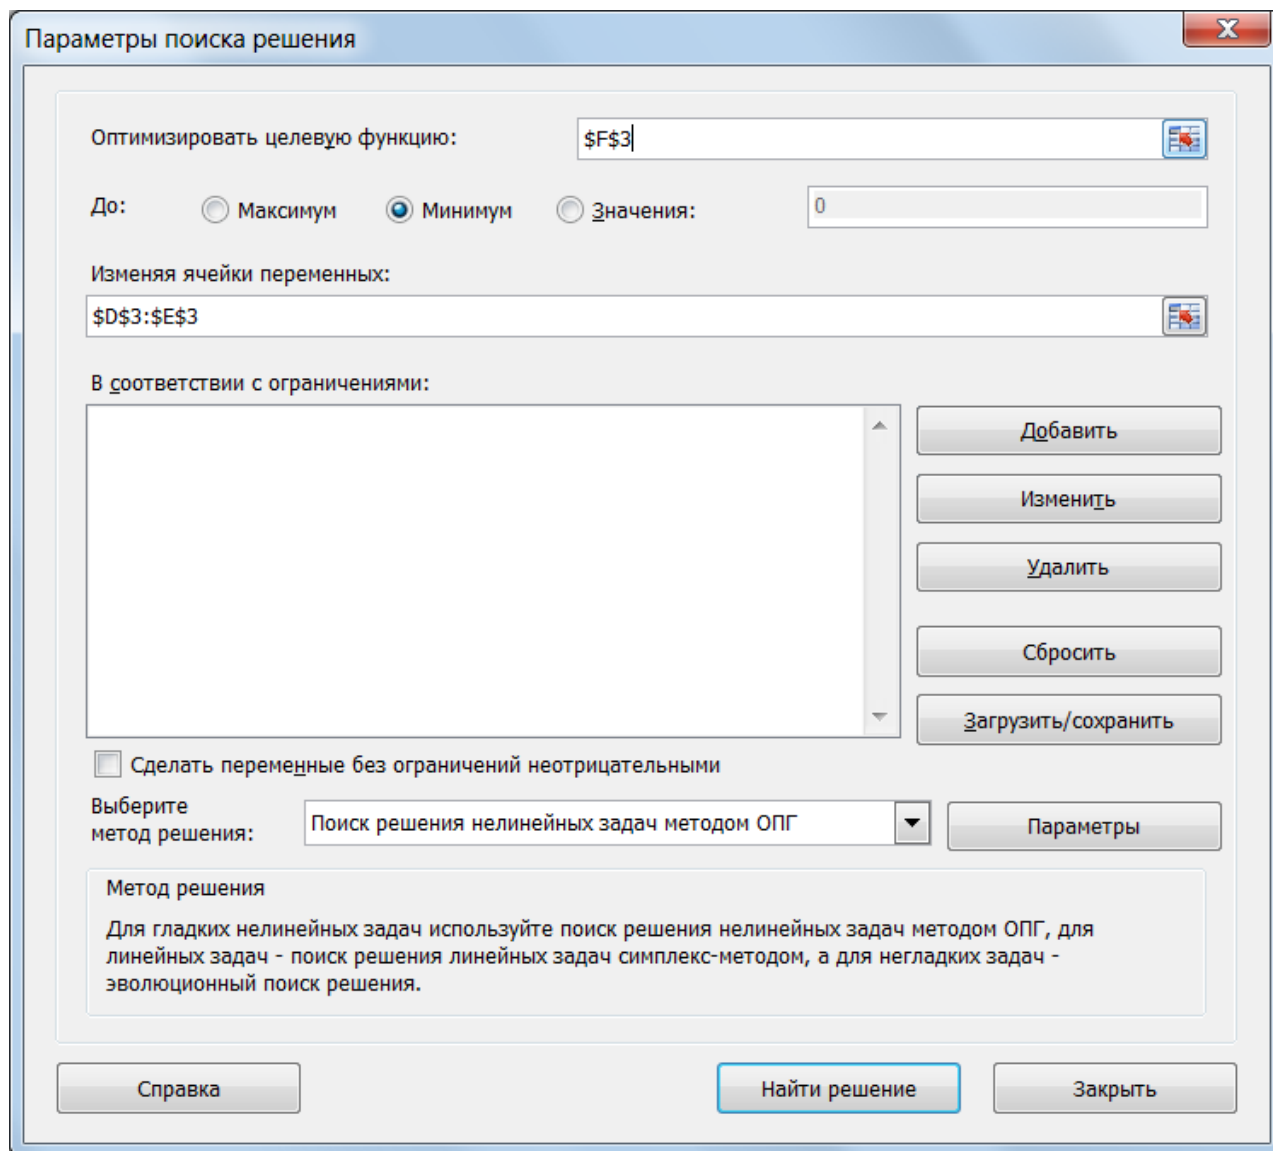 Параметры поиска решения
Оптимизировать целевую функцию:
$F$3
До:
Максимум
Минимум
Значения:
0
Изменяя ячейки переменных:
$D$3:$E$3
В соответствии с ограничениями:
Добавить
Изменить
Удалить
Сбросить
Загрузить/сохранить
Сделать переменные без ограничений неотрицательными
Выберите
метод решения:
Поиск решения нелинейных задач методом ОПГ
Параметры
Метод решения
Для гладких нелинейных задач используйте поиск решения нелинейных задач методом ОПГ, для
линейных задач - поиск решения линейных задач симплекс-методом, а для негладких задач -
эволюционный поиск решения.
Справка
Найти решение
Закрыть